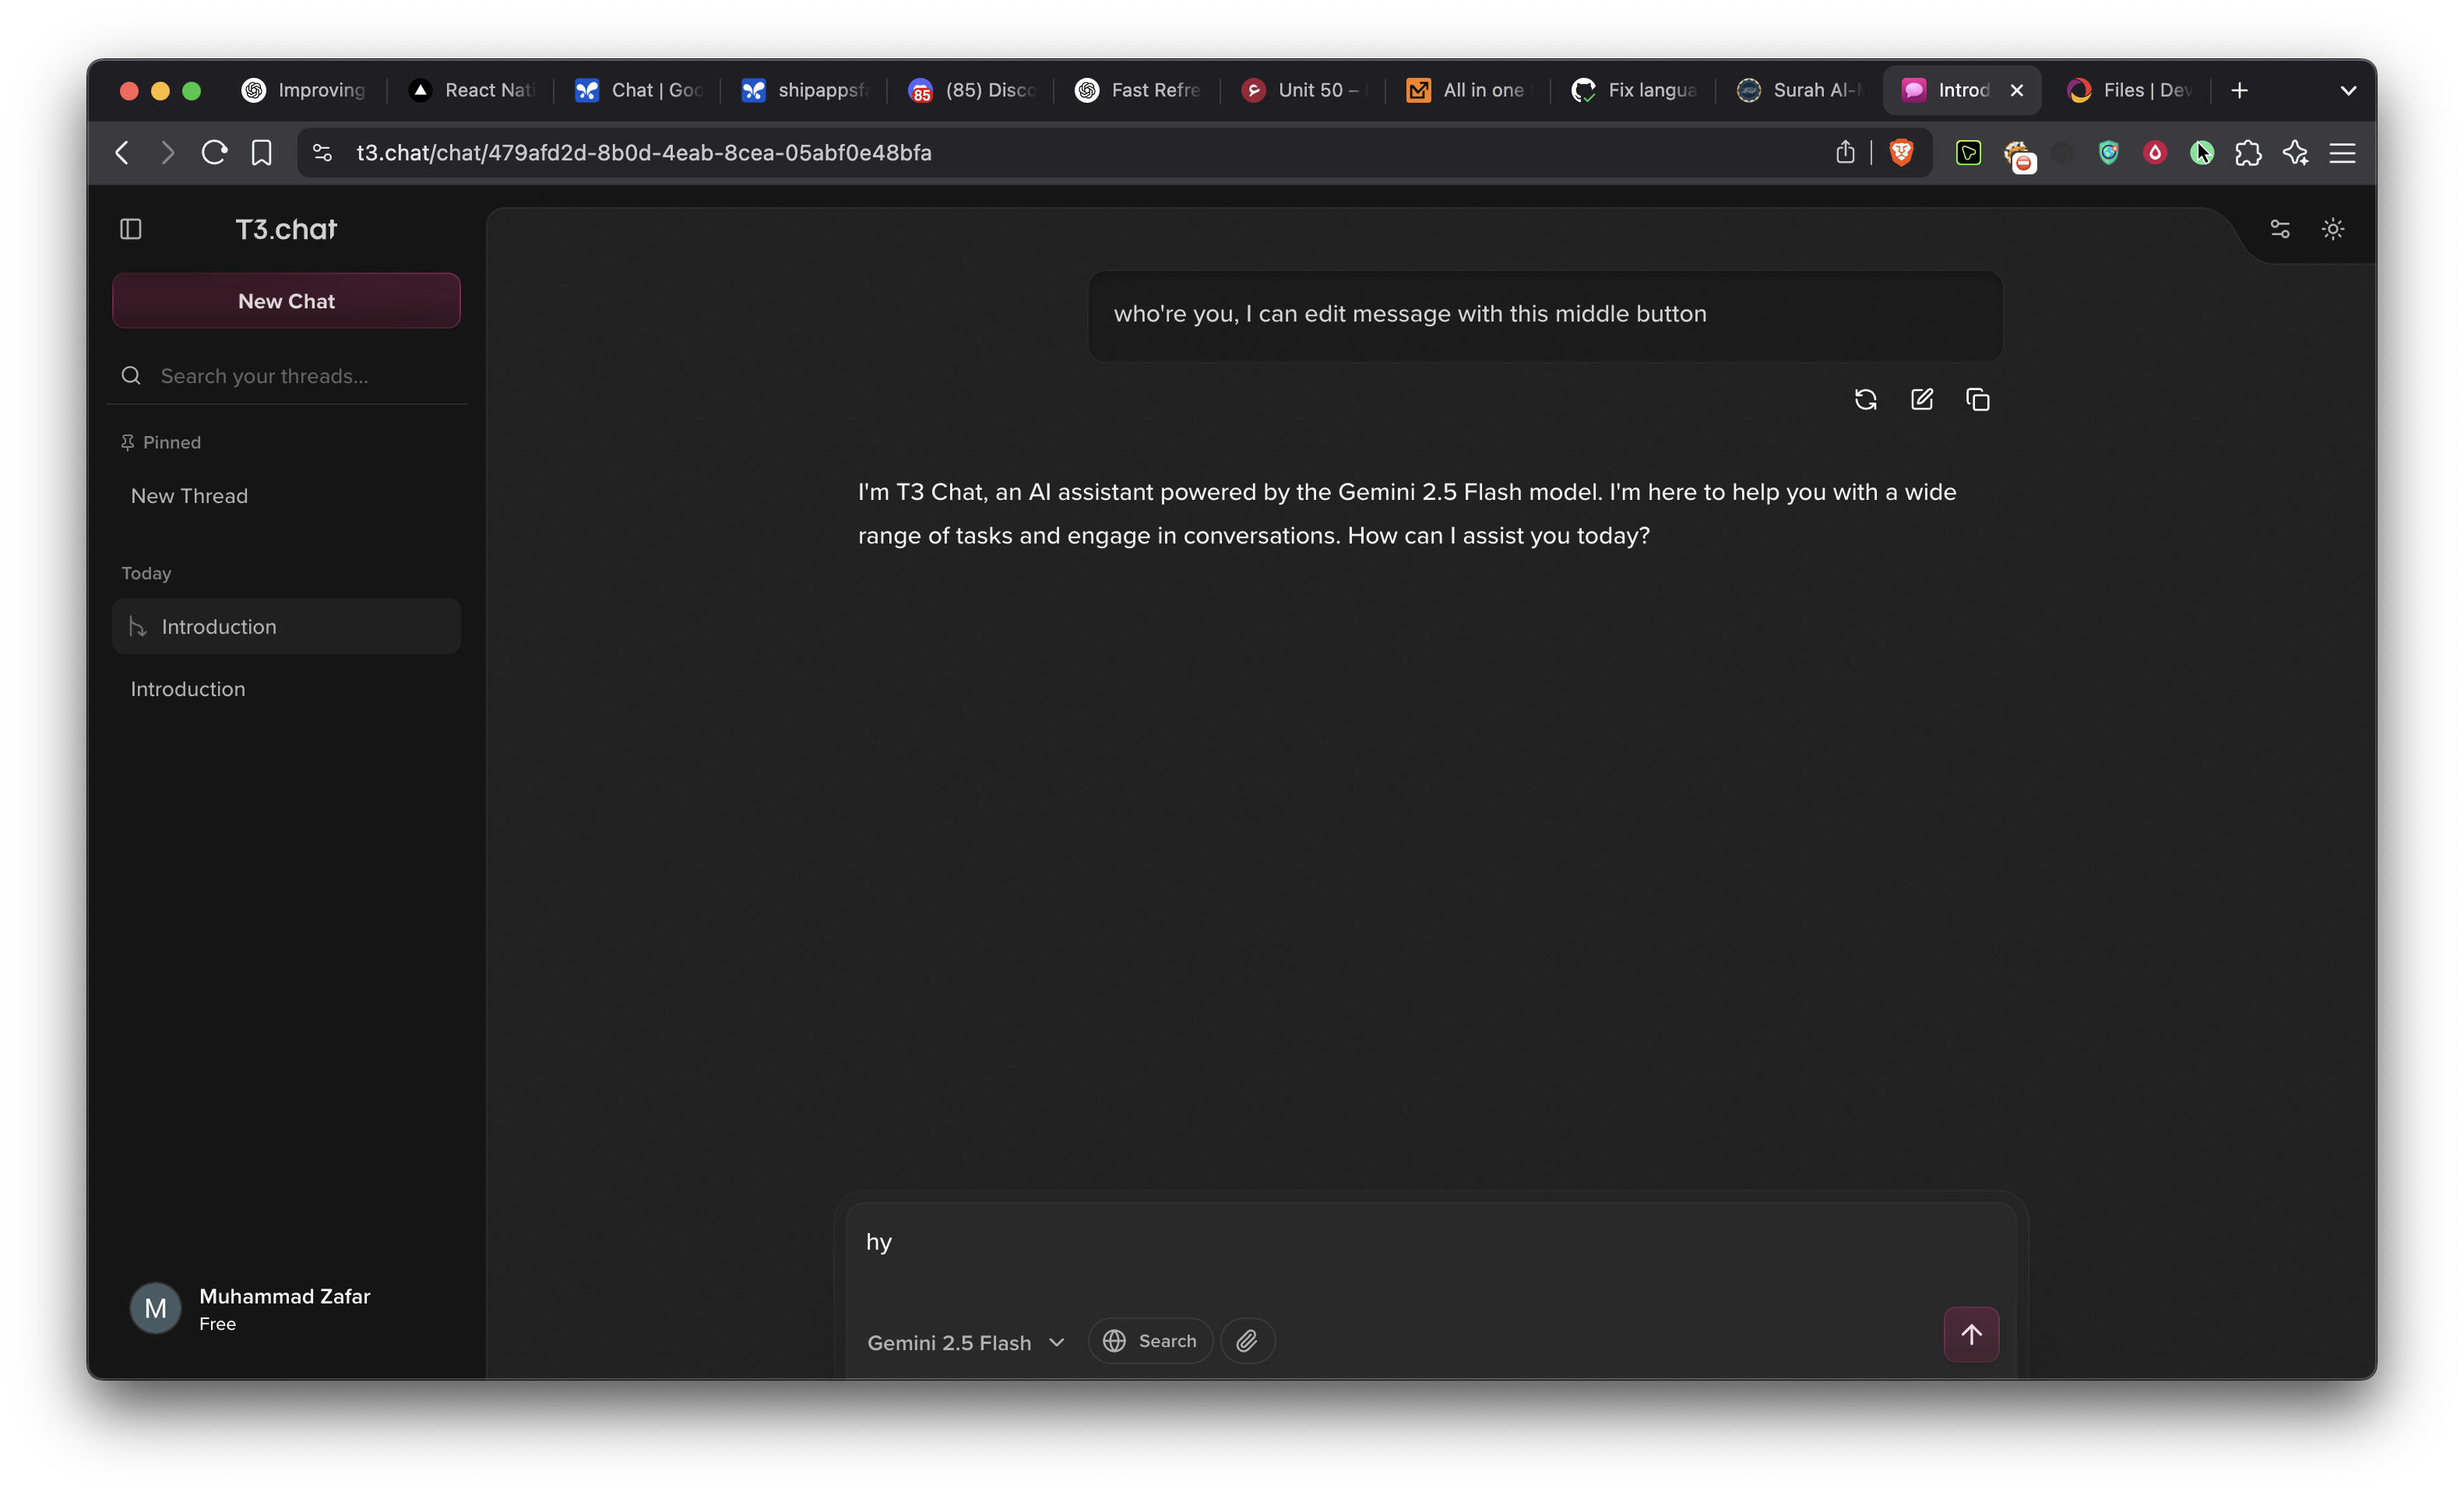 Improving
React Nati
Chat | Goo
shipappsfa
85
(85) Disco
Fast Refre
Unit 50 –
All in one
Fix langua
Surah Al-M
Introd
Files | Dev
t3.chat/chat/479afd2d-8b0d-4eab-8cea-05abf0e48bfa
T3.chat
New Chat
Search your threads...
Pinned
New Thread
Today
Introduction
Introduction
M
Muhammad Zafar
Free
who're you, I can edit message with this middle button
I'm T3 Chat, an AI assistant powered by the Gemini 2.5 Flash model. I'm here to help you with a wide
range of tasks and engage in conversations. How can I assist you today?
hy
Gemini 2.5 Flash
Search